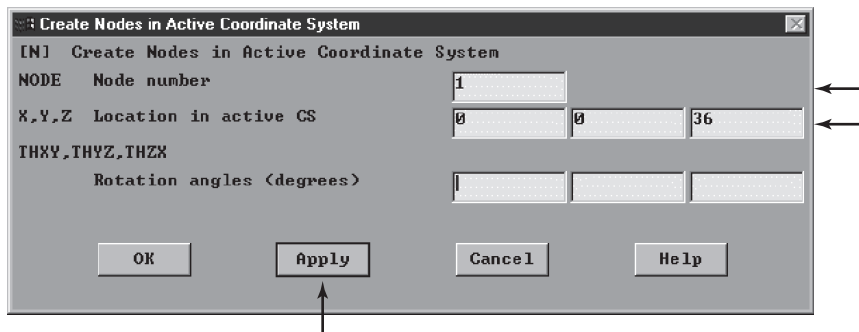 Create Nodes in Active Coordinate System
[N] Create Nodes in Active Coordinate System
NODE Node number 1
X,Y,Z Location in active CS 0 0 36
THXY,THYZ,THZX
Rotation angles (degrees)
OK Apply Cancel Help